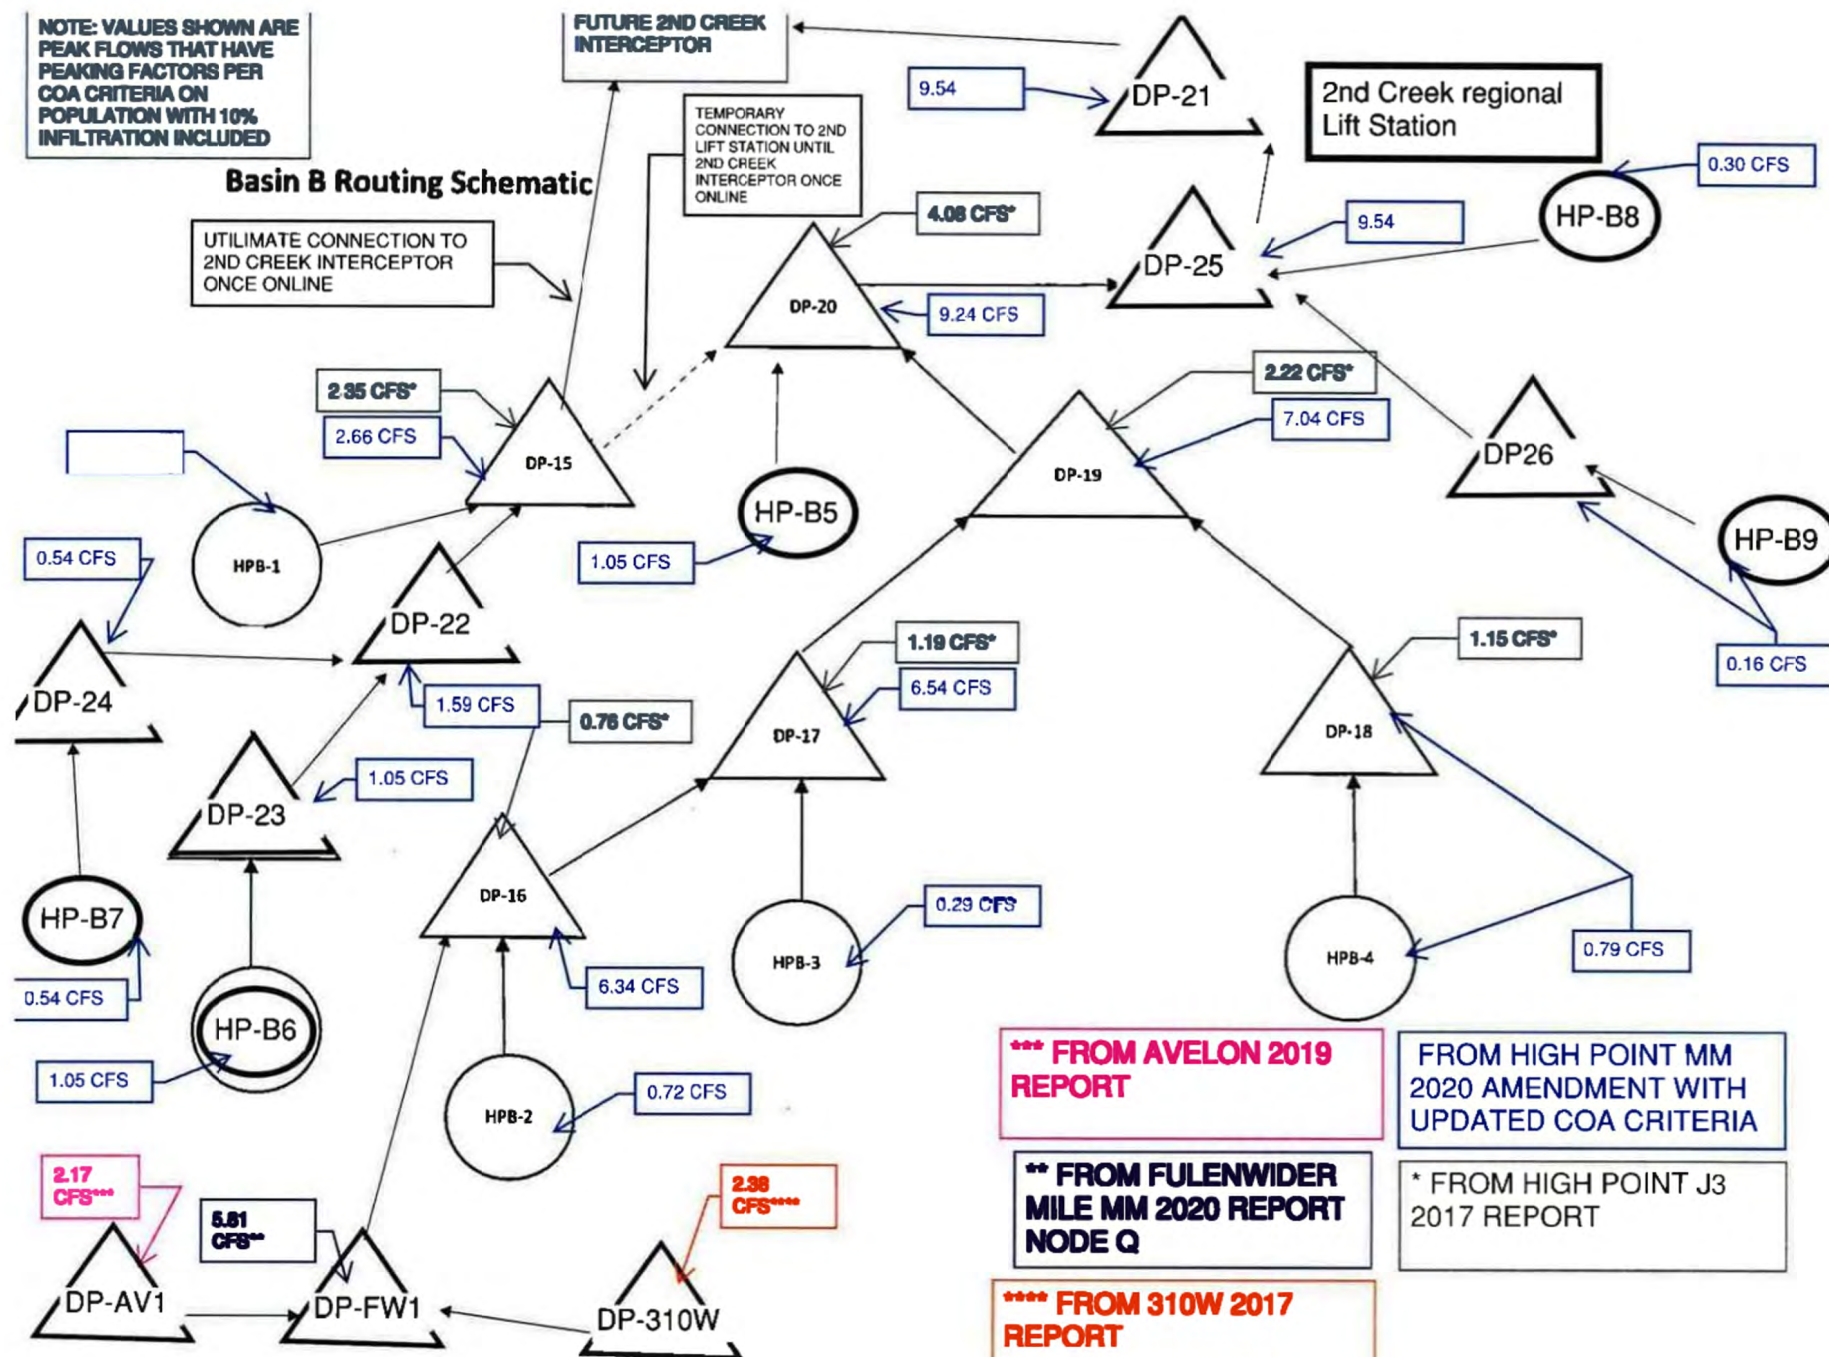 NOTE: VALUES SHOWN ARE
PEAK FLOWS THAT HAVE
PEAKING FACTORS PER
COA CRITERIA ON
POPULATION WITH 10%
INFILTRATION INCLUDED
FUTURE 2ND CREEK
INTERCEPTOR
9.54
DP-21
2nd Creek regional
Lift Station
TEMPORARY
CONNECTION TO 2ND
LIFT STATION UNTIL
2ND CREEK
INTERCEPTOR ONCE
ONLINE
Basin B Routing Schematic
0.30 CFS
HP-B8
4.08 CFS*
9.54
DP-25
UTILIMATE CONNECTION TO
2ND CREEK INTERCEPTOR
ONCE ONLINE
DP-20
9.24 CFS
2.35 CFS*
2.66 CFS
DP-15
2.22 CFS*
7.04 CFS
DP-19
DP26
HP-B5
HP-B9
0.54 CFS
HPB-1
1.05 CFS
DP-22
1.19 CFS*
1.15 CFS*
0.16 CFS
DP-24
1.59 CFS
0.76 CFS*
6.54 CFS
DP-17
DP-18
1.05 CFS
DP-23
DP-16
HP-B7
0.29 CFS
HPB-3
HPB-4
0.79 CFS
0.54 CFS
6.34 CFS
HP-B6
1.05 CFS
0.72 CFS
HPB-2
*** FROM AVELON 2019
REPORT
FROM HIGH POINT MM
2020 AMENDMENT WITH
UPDATED COA CRITERIA
2.17
CFS***
5.81
CFS**
2.38
CFS****
** FROM FULENWIDER
MILE MM 2020 REPORT
NODE Q
* FROM HIGH POINT J3
2017 REPORT
DP-AV1
DP-FW1
DP-310W
**** FROM 310W 2017
REPORT